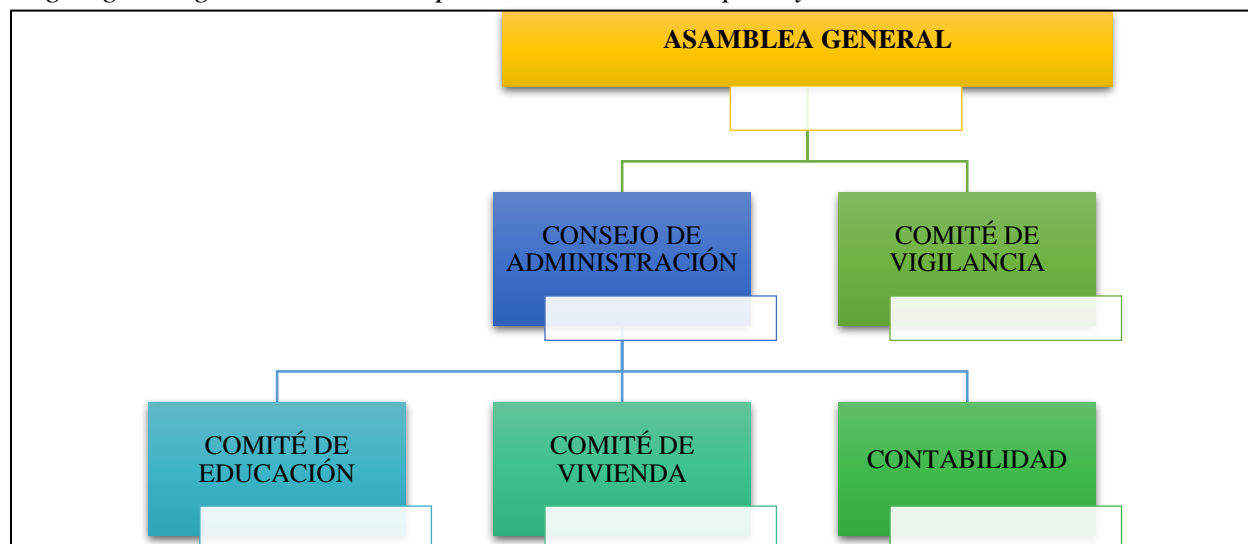 ASAMBLEA GENERAL
CONSEJO DE
ADMINISTRACIÓN
COMITÉ DE
VIGILANCIA
COMITÉ DE
EDUCACIÓN
COMITÉ DE
VIVIENDA
CONTABILIDAD